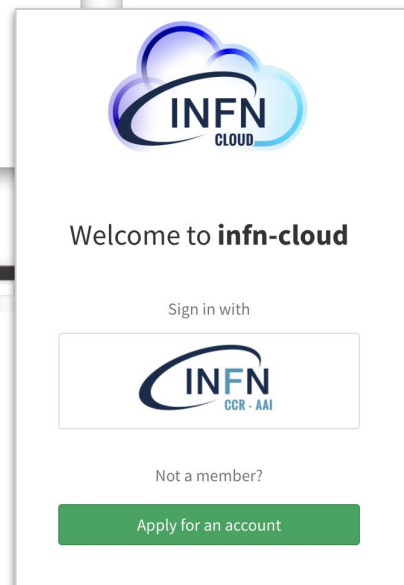 INFN
CLOUD
Welcome to infn-cloud
Sign in with
INFN
CCR - AAI
Not a member?
Apply for an account